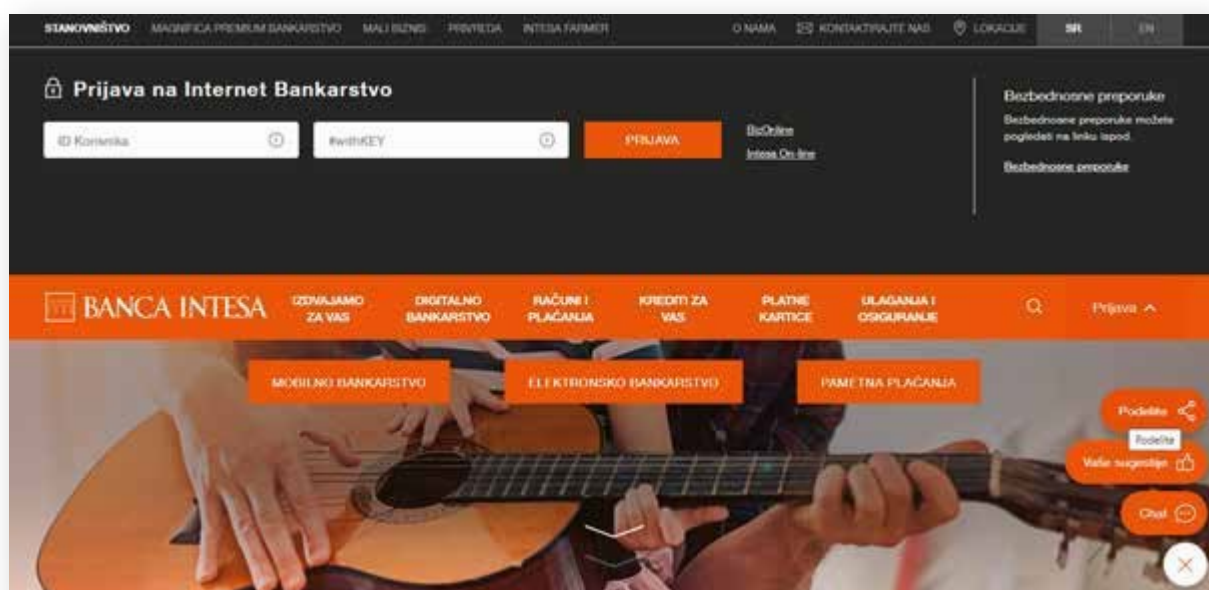 STANOVNIŠTVO MAGNIFICA PREMIUM BANKARSTVO MALI BIZNIS PRIVREDA INTESA FARMER O NAMA KONTAKTIRAJTE NAS LOKACIJE SR EN
Prijava na Internet Bankarstvo
ID Korisnika #withKEY PRIJAVA
BizOnline
Intesa On-line
Bezbednosne preporuke
Bezbednosne preporuke možete
pogledati na linku ispod.
Bezbednosne preporuke
BANCA INTESA
IZDVAJAMO
ZA VAS
DIGITALNO
BANKARSTVO
RAČUNI I
PLAĆANJA
KREDITI ZA
VAS
PLATNE
KARTICE
ULAGANJA I
OSIGURANJE
Prijava
MOBILNO BANKARSTVO ELEKTRONSKO BANKARSTVO PAMETNA PLAĆANJA
Podelite
Podelite
Vaše sugestije
Chat